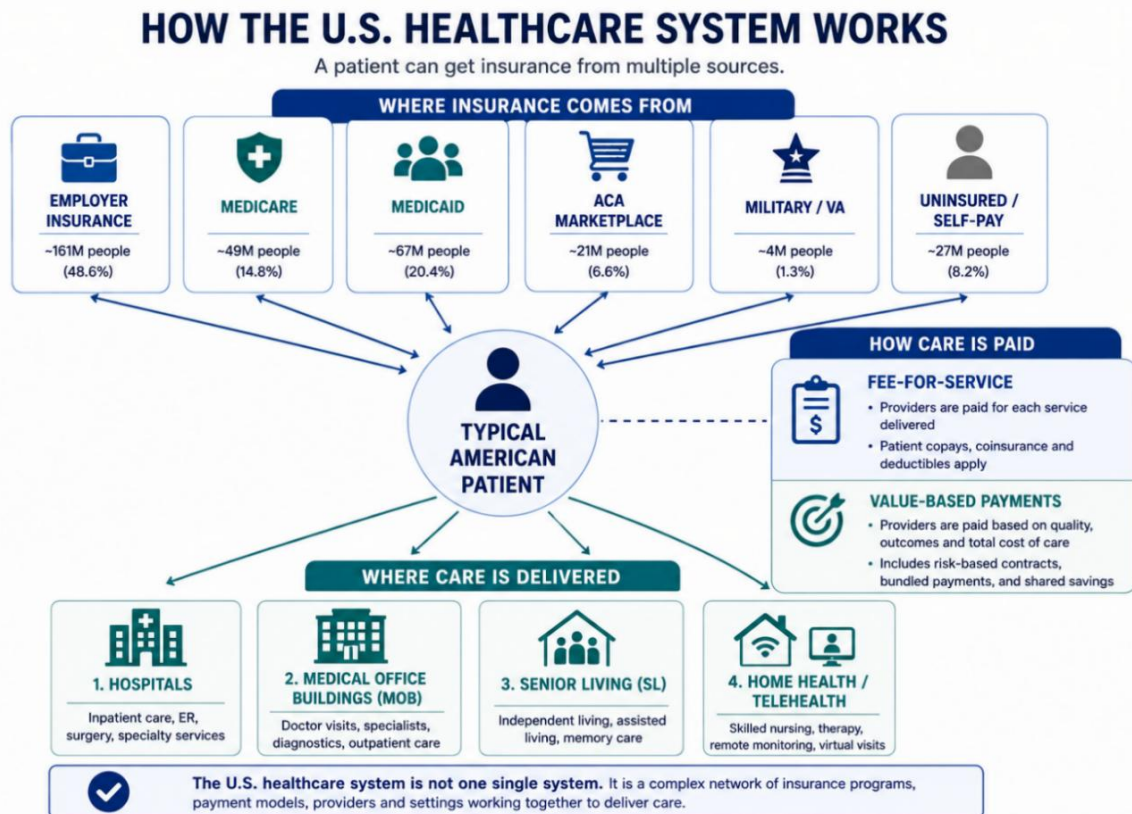 HOW THE U.S. HEALTHCARE SYSTEM WORKS
A patient can get insurance from multiple sources.
WHERE INSURANCE COMES FROM
EMPLOYER
INSURANCE
~161M people
(48.6%)
MEDICARE
~49M people
(14.8%)
MEDICAID
~67M people
(20.4%)
ACA
MARKETPLACE
~21M people
(6.6%)
MILITARY / VA
~4M people
(1.3%)
UNINSURED /
SELF-PAY
~27M people
(8.2%)
TYPICAL
AMERICAN
PATIENT
HOW CARE IS PAID
$
FEE-FOR-SERVICE
• Providers are paid for each service
delivered
• Patient copays, coinsurance and
deductibles apply
VALUE-BASED PAYMENTS
• Providers are paid based on quality,
outcomes and total cost of care
• Includes risk-based contracts,
bundled payments, and shared savings
WHERE CARE IS DELIVERED
1. HOSPITALS
Inpatient care, ER,
surgery, specialty services
2. MEDICAL OFFICE
BUILDINGS (MOB)
Doctor visits, specialists,
diagnostics, outpatient care
3. SENIOR LIVING (SL)
Independent living, assisted
living, memory care
4. HOME HEALTH /
TELEHEALTH
Skilled nursing, therapy,
remote monitoring, virtual visits
The U.S. healthcare system is not one single system. It is a complex network of insurance programs,
payment models, providers and settings working together to deliver care.